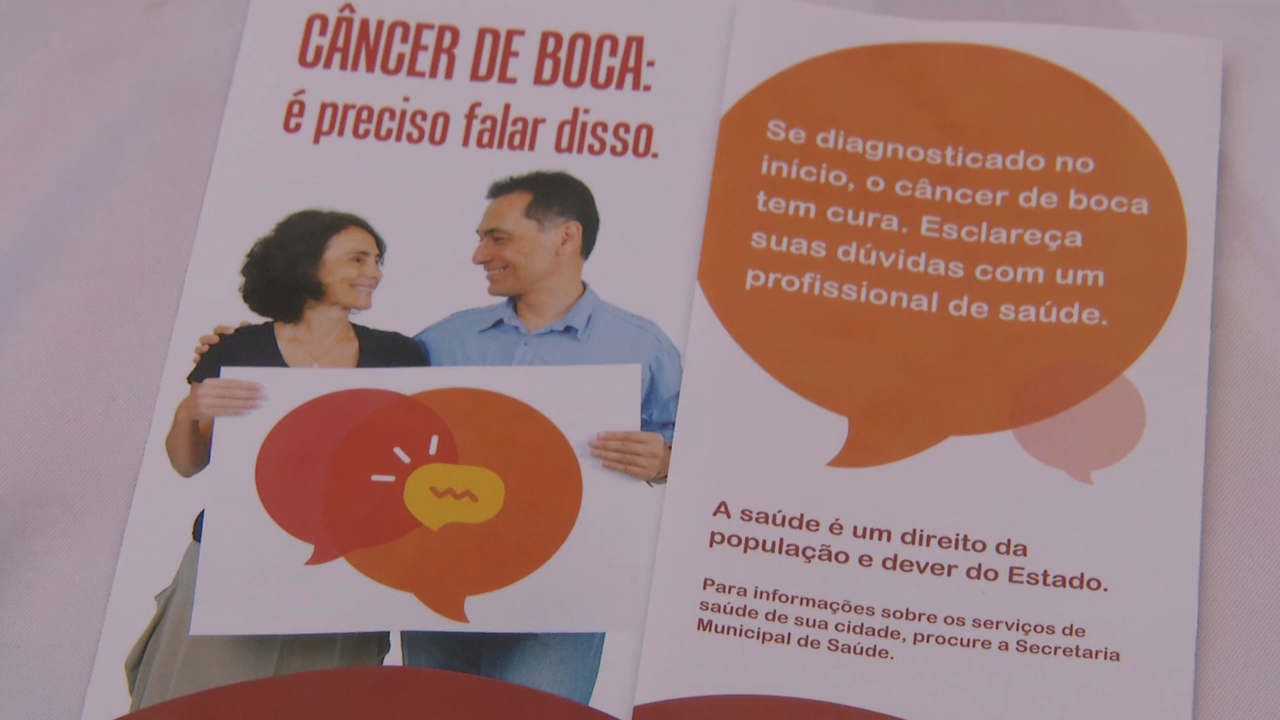 CÂNCER DE BOCA:
é preciso falar disso.
Se diagnosticado no
início, o câncer de boca
tem cura. Esclareça
suas dúvidas com um
profissional de saúde.
A saúde é um direito da
população e dever do Estado.
Para informações sobre os serviços de
saúde de sua cidade, procure a Secretaria
Municipal de Saúde.